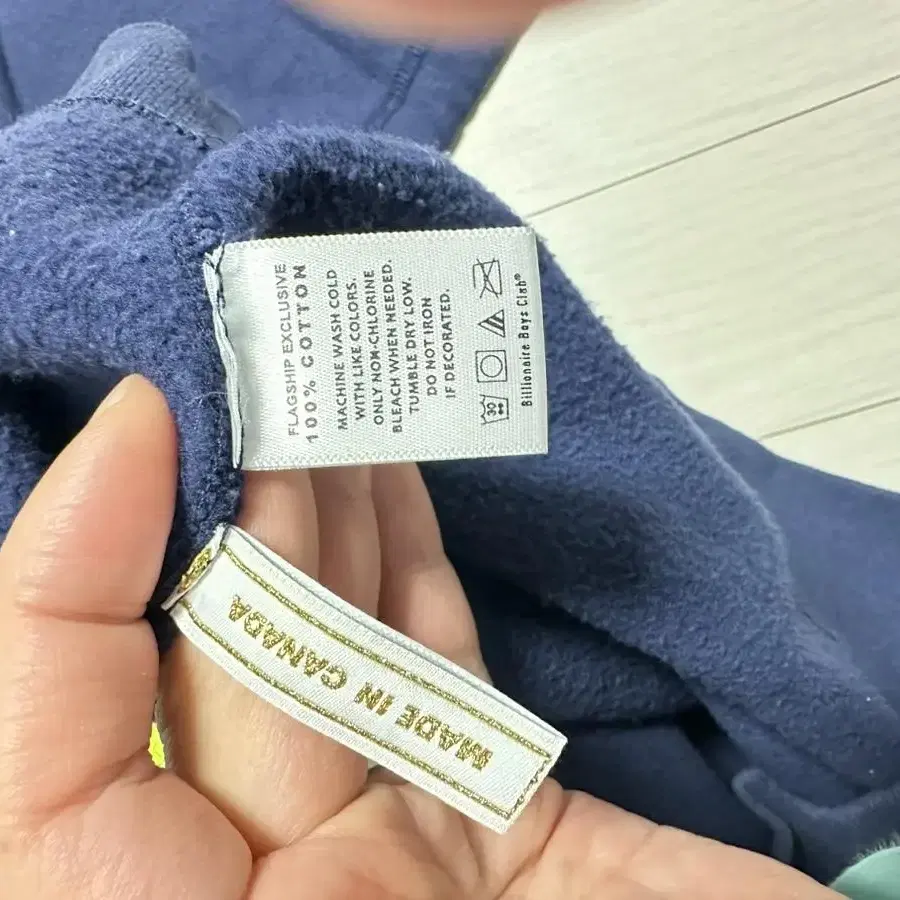 FLAGSHIP EXCLUSIVE
100% COTTON
MACHINE WASH COLD
WITH LIKE COLORS.
ONLY NON-CHLORINE
BLEACH WHEN NEEDED.
TUMBLE DRY LOW.
DO NOT IRON
IF DECORATED.
30
Billionaire Boys Club®
MADE IN CANADA